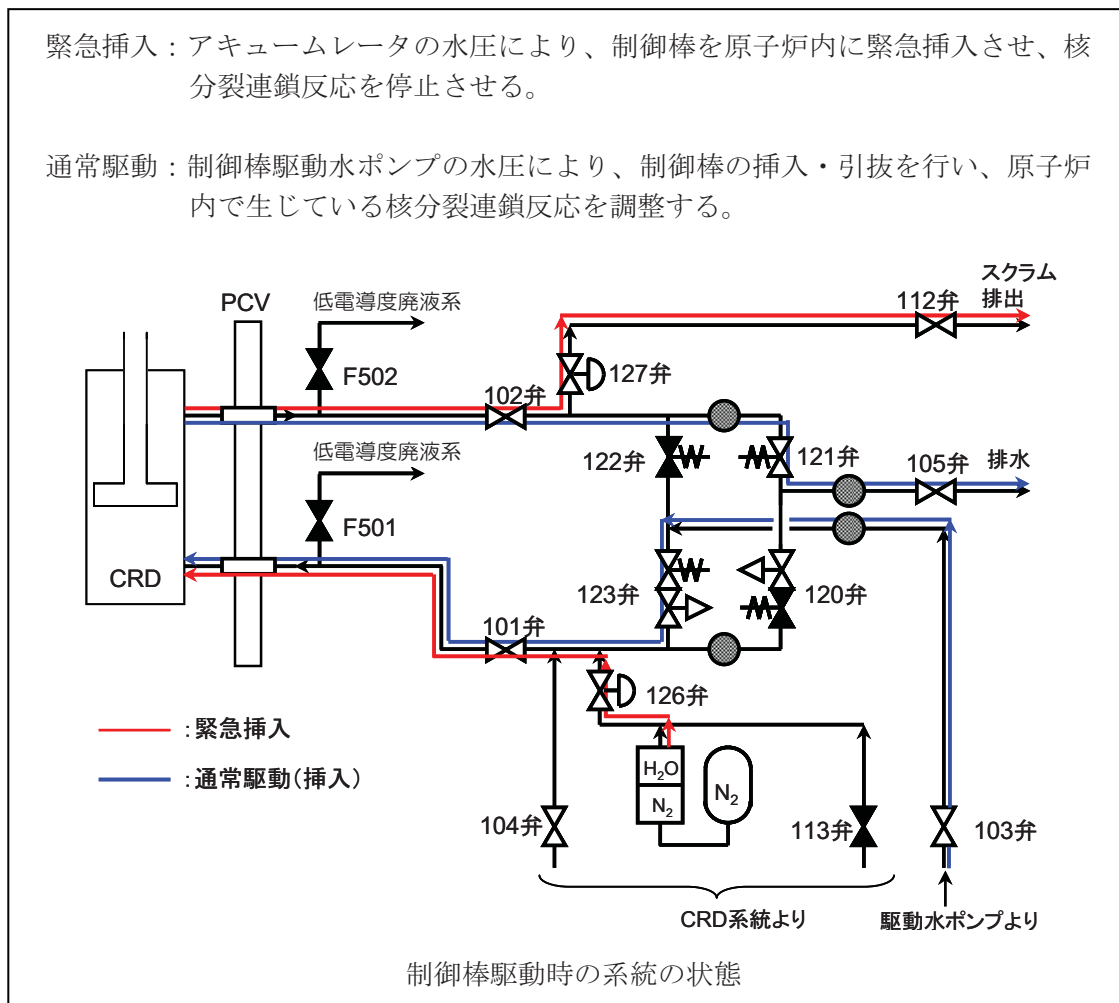 緊急挿入：アキュームレータの水圧により、制御棒を原子炉内に緊急挿入させ、核
分裂連鎖反応を停止させる。
通常駆動：制御棒駆動水ポンプの水圧により、制御棒の挿入・引抜を行い、原子炉
内で生じている核分裂連鎖反応を調整する。
スクラム
排出
PCV
低電導度廃液系
112弁
F502
127弁
102弁
低電導度廃液系
122弁
121弁
105弁
排水
F501
CRD
123弁
120弁
101弁
126弁
：緊急挿入
：通常駆動(挿入)
H₂O
N₂
N₂
104弁
113弁
103弁
CRD系統より
駆動水ポンプより
制御棒駆動時の系統の状態